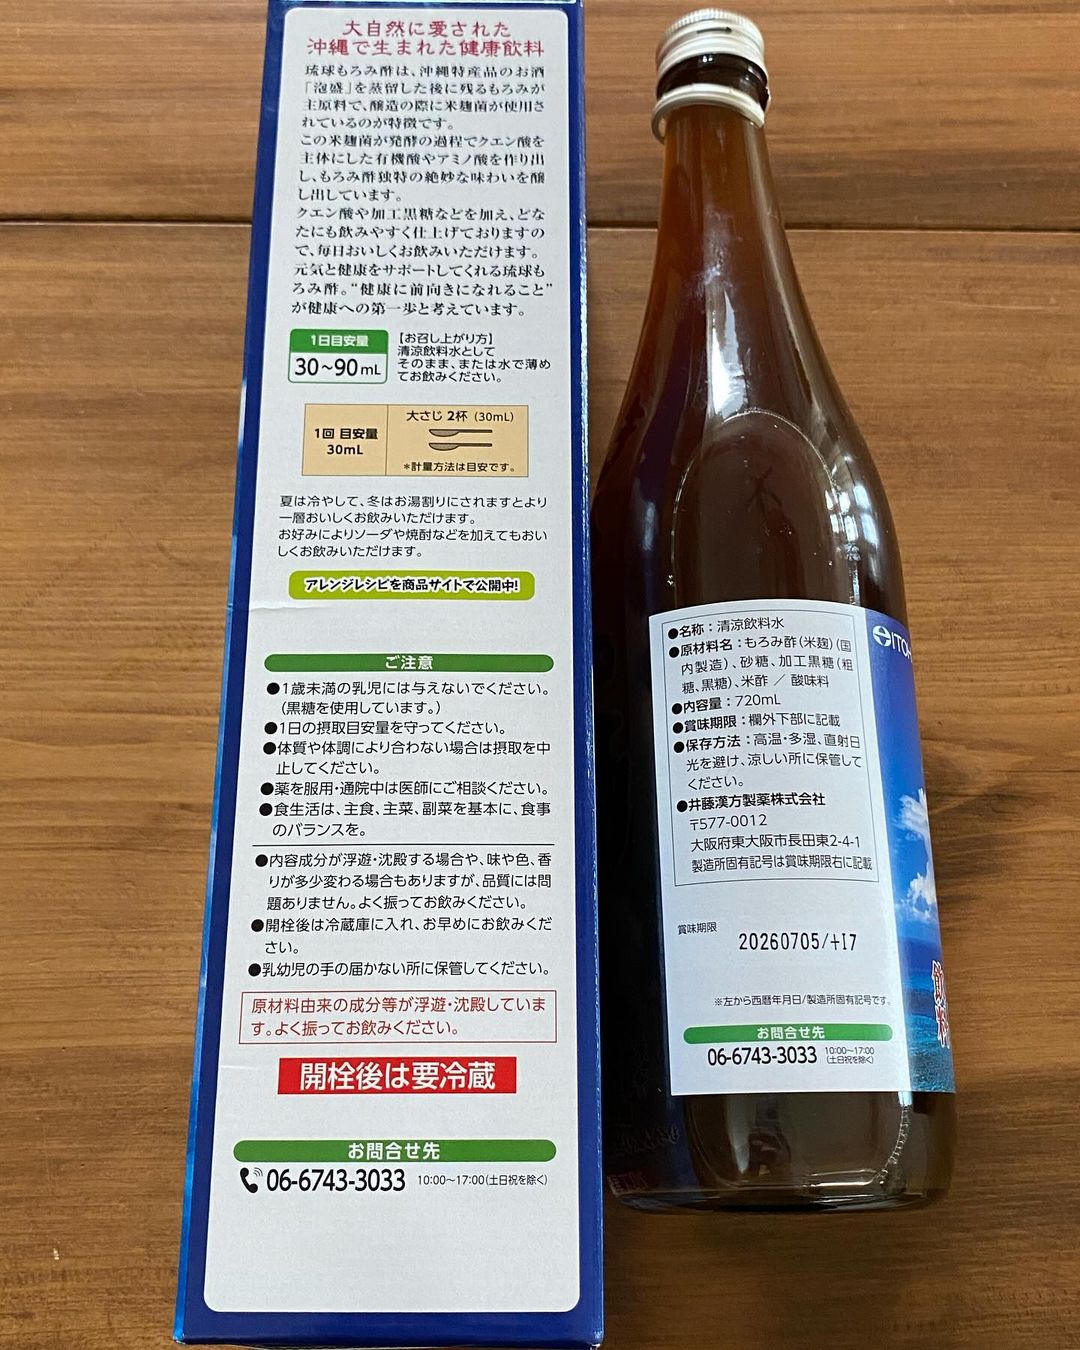 大自然に愛された
沖縄で生まれた健康飲料
琉球もろみ酢は、沖縄特産品のお酒
「泡盛」を蒸留した後に残るもろみが
主原料で、醸造の際に米麹菌が使用さ
れているのが特徴です。
この米麹菌が発酵の過程でクエン酸を
主体にした有機酸やアミノ酸を作り出
し、もろみ酢独特の絶妙な味わいを醸
し出しています。
クエン酸や加工黒糖などを加え、どな
たにも飲みやすく仕上げておりますの
で、毎日おいしくお飲みいただけます。
元気と健康をサポートしてくれる琉球も
ろみ酢。“健康に前向きになれること”
が健康への第一歩と考えています。
1日目安量
30~90mL
【お召し上がり方】
清涼飲料水として
そのまま、または水で薄め
てお飲みください。
1回 目安量
30mL
大さじ 2杯 (30mL)
*計量方法は目安です。
夏は冷やして、冬はお湯割りにされますとより
一層おいしくお飲みいただけます。
お好みによりソーダや焼酎などを加えてもおい
しくお飲みいただけます。
アレンジレシピを商品サイトで公開中!
ご注意
●1歳未満の乳児には与えないでください。
(黒糖を使用しています。)
●1日の摂取目安量を守ってください。
●体質や体調により合わない場合は摂取を中
止してください。
●薬を服用・通院中は医師にご相談ください。
●食生活は、主食、主菜、副菜を基本に、食事
のバランスを。
●内容成分が浮遊・沈殿する場合や、味や色、香
りが多少変わる場合もありますが、品質には問
題ありません。よく振ってお飲みください。
●開栓後は冷蔵庫に入れ、お早めにお飲みくだ
さい。
●乳幼児の手の届かない所に保管してください。
原材料由来の成分等が浮遊・沈殿していま
す。よく振ってお飲みください。
開栓後は要冷蔵
お問合せ先
06-6743-3033 10:00~17:00(土日祝を除く)
●名称:清涼飲料水
●原材料名:もろみ酢(米麹)(国
内製造)、砂糖、加工黒糖(粗
糖、黒糖)、米酢/酸味料
●内容量:720mL
●賞味期限:欄外下部に記載
●保存方法:高温・多湿、直射日
光を避け、涼しい所に保管して
ください。
●井藤漢方製薬株式会社
〒577-0012
大阪府東大阪市長田東2-4-1
製造所固有記号は賞味期限右に記載
賞味期限
20260705/+I7
※左から西暦年月日/製造所固有記号です。
お問合せ先
06-6743-3033 10:00~17:00
(土日祝を除く)
ITOH
飲料